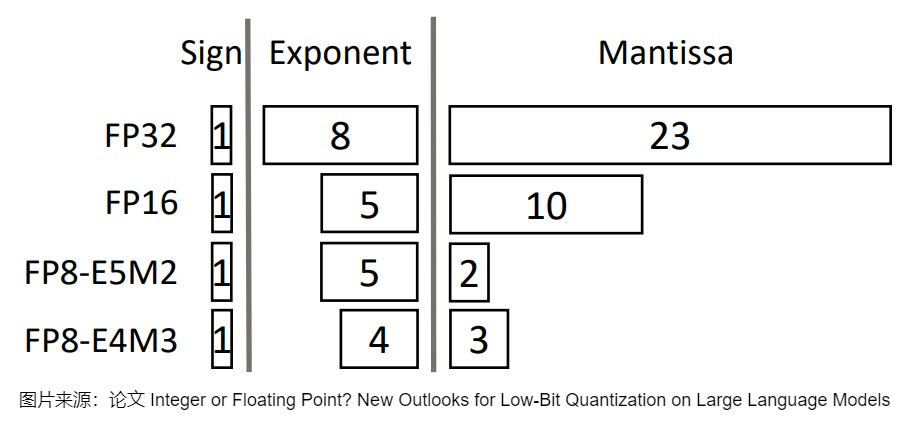 Sign Exponent Mantissa
FP32 1 8 23
FP16 1 5 10
FP8-E5M2 1 5 2
FP8-E4M3 1 4 3
图片来源：论文 Integer or Floating Point? New Outlooks for Low-Bit Quantization on Large Language Models